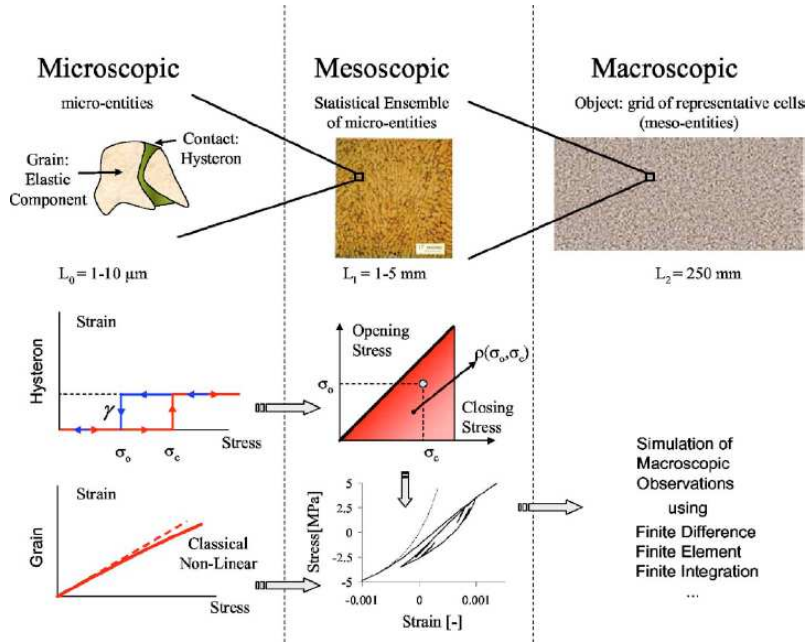 Microscopic
Mesoscopic
Macroscopic
micro-entities
Statistical Ensemble
of micro-entities
Object: grid of representative cells
(meso-entities)
Grain:
Elastic
Component
Contact:
Hysteron
L₀ = 1-10 μm
L₁ = 1-5 mm
L₂ = 250 mm
Hysteron
Strain
γ
σₒ
σ꜀
Stress
Opening
Stress
ρ(σₒ,σ꜀)
σₒ
Closing
Stress
σ꜀
Grain
Strain
Classical
Non-Linear
Stress
Stress[MPa]
5
2.5
0
-2.5
-5
-0.001
0
0.001
Strain [-]
Simulation of
Macroscopic
Observations
using
Finite Difference
Finite Element
Finite Integration
...